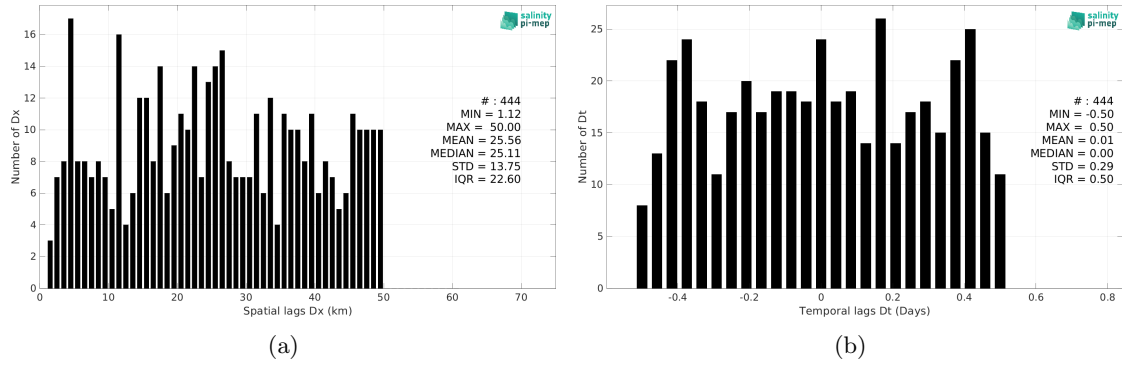 salinity
pi-mep
16
14
12
10
8
6
4
2
0
Number of Dx
# : 444
MIN = 1.12
MAX = 50.00
MEAN = 25.56
MEDIAN = 25.11
STD = 13.75
IQR = 22.60
0 10 20 30 40 50 60 70
Spatial lags Dx (km)
(a)
salinity
pi-mep
25
20
15
10
5
0
Number of Dt
# : 444
MIN = -0.50
MAX = 0.50
MEAN = 0.01
MEDIAN = 0.00
STD = 0.29
IQR = 0.50
-0.4 -0.2 0 0.2 0.4 0.6 0.8
Temporal lags Dt (Days)
(b)